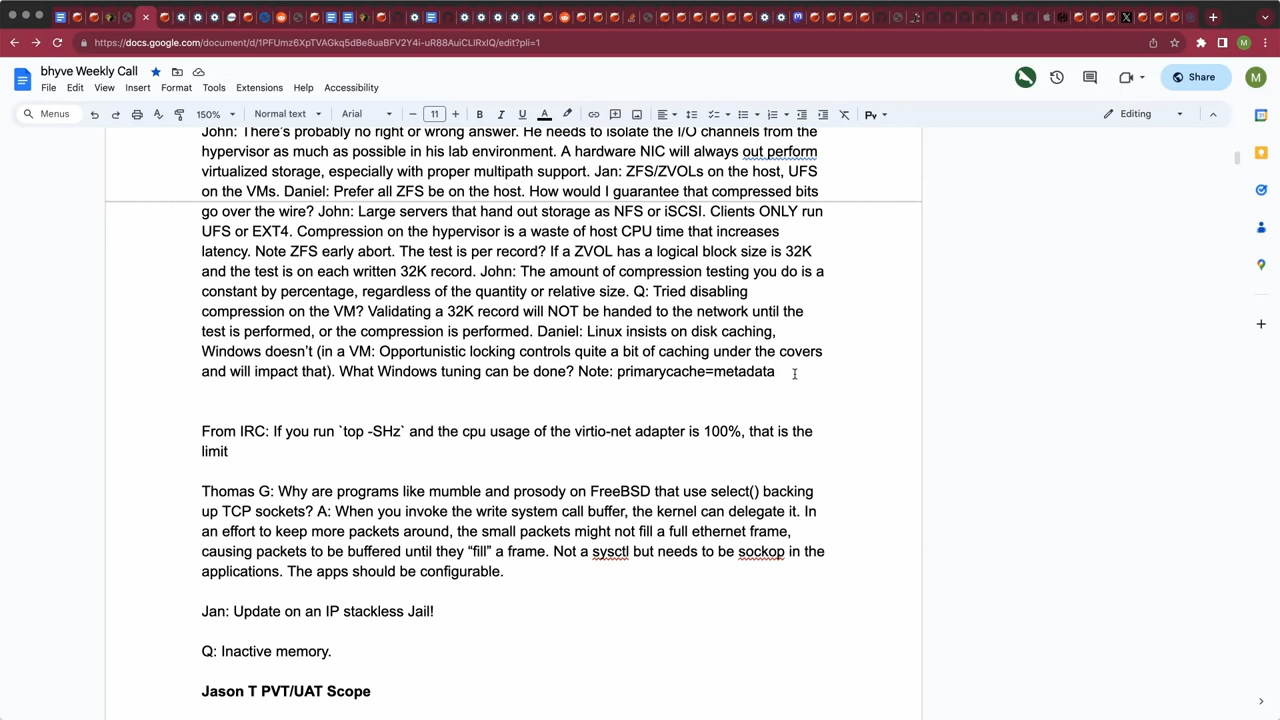 https://docs.google.com/document/d/1PFUmz6XpTVAGkq5dBe8uaBFV2Y4i-uR88AuiCLIRxIQ/edit?pli=1
M
bhyve Weekly Call
File Edit View Insert Format Tools Extensions Help Accessibility
Share
M
Menus
150%
Normal text
Arial
11
B I U A
Editing
John: There's probably no right or wrong answer. He needs to isolate the I/O channels from the
hypervisor as much as possible in his lab environment. A hardware NIC will always out perform
virtualized storage, especially with proper multipath support. Jan: ZFS/ZVOLs on the host, UFS
on the VMs. Daniel: Prefer all ZFS be on the host. How would I guarantee that compressed bits
go over the wire? John: Large servers that hand out storage as NFS or iSCSI. Clients ONLY run
UFS or EXT4. Compression on the hypervisor is a waste of host CPU time that increases
latency. Note ZFS early abort. The test is per record? If a ZVOL has a logical block size is 32K
and the test is on each written 32K record. John: The amount of compression testing you do is a
constant by percentage, regardless of the quantity or relative size. Q: Tried disabling
compression on the VM? Validating a 32K record will NOT be handed to the network until the
test is performed, or the compression is performed. Daniel: Linux insists on disk caching,
Windows doesn't (in a VM: Opportunistic locking controls quite a bit of caching under the covers
and will impact that). What Windows tuning can be done? Note: primarycache=metadata
From IRC: If you run `top -SHz` and the cpu usage of the virtio-net adapter is 100%, that is the
limit
Thomas G: Why are programs like mumble and prosody on FreeBSD that use select() backing
up TCP sockets? A: When you invoke the write system call buffer, the kernel can delegate it. In
an effort to keep more packets around, the small packets might not fill a full ethernet frame,
causing packets to be buffered until they “fill” a frame. Not a sysctl but needs to be sockop in the
applications. The apps should be configurable.
Jan: Update on an IP stackless Jail!
Q: Inactive memory.
Jason T PVT/UAT Scope